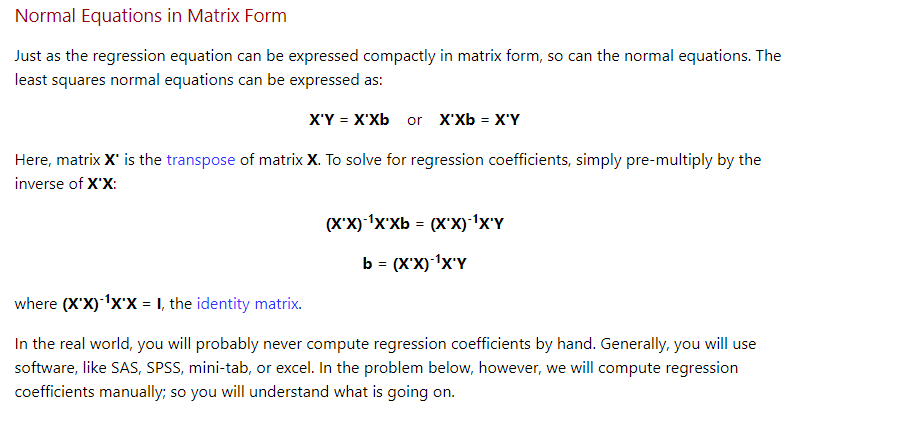 Normal Equations in Matrix Form
Just as the regression equation can be expressed compactly in matrix form, so can the normal equations. The
least squares normal equations can be expressed as:
X'Y = X'Xb or X'Xb = X'Y
Here, matrix X' is the transpose of matrix X. To solve for regression coefficients, simply pre-multiply by the
inverse of X'X:
(X'X)⁻¹X'Xb = (X'X)⁻¹X'Y
b = (X'X)⁻¹X'Y
where (X'X)⁻¹X'X = I, the identity matrix.
In the real world, you will probably never compute regression coefficients by hand. Generally, you will use
software, like SAS, SPSS, mini-tab, or excel. In the problem below, however, we will compute regression
coefficients manually; so you will understand what is going on.